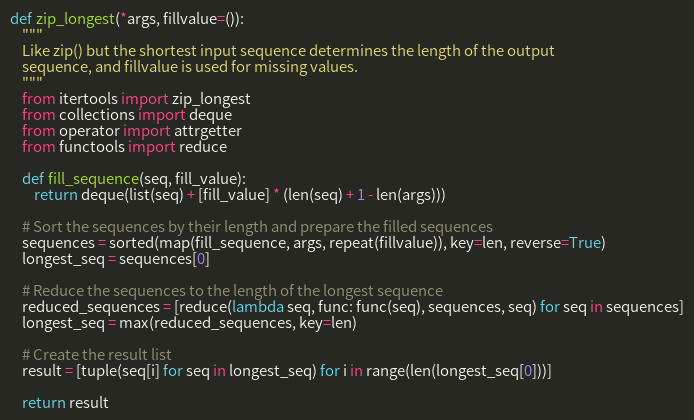 def zip_longest(*args, fillvalue=()):
    """
    Like zip() but the shortest input sequence determines the length of the output
    sequence, and fillvalue is used for missing values.
    """
    from itertools import zip_longest
    from collections import deque
    from operator import attrgetter
    from functools import reduce

    def fill_sequence(seq, fill_value):
        return deque(list(seq) + [fill_value] * (len(seq) + 1 - len(args)))

    # Sort the sequences by their length and prepare the filled sequences
    sequences = sorted(map(fill_sequence, args, repeat(fillvalue)), key=len, reverse=True)
    longest_seq = sequences[0]

    # Reduce the sequences to the length of the longest sequence
    reduced_sequences = [reduce(lambda seq, func: func(seq), sequences, seq) for seq in sequences]
    longest_seq = max(reduced_sequences, key=len)

    # Create the result list
    result = [tuple(seq[i] for seq in longest_seq) for i in range(len(longest_seq[0]))]

    return result